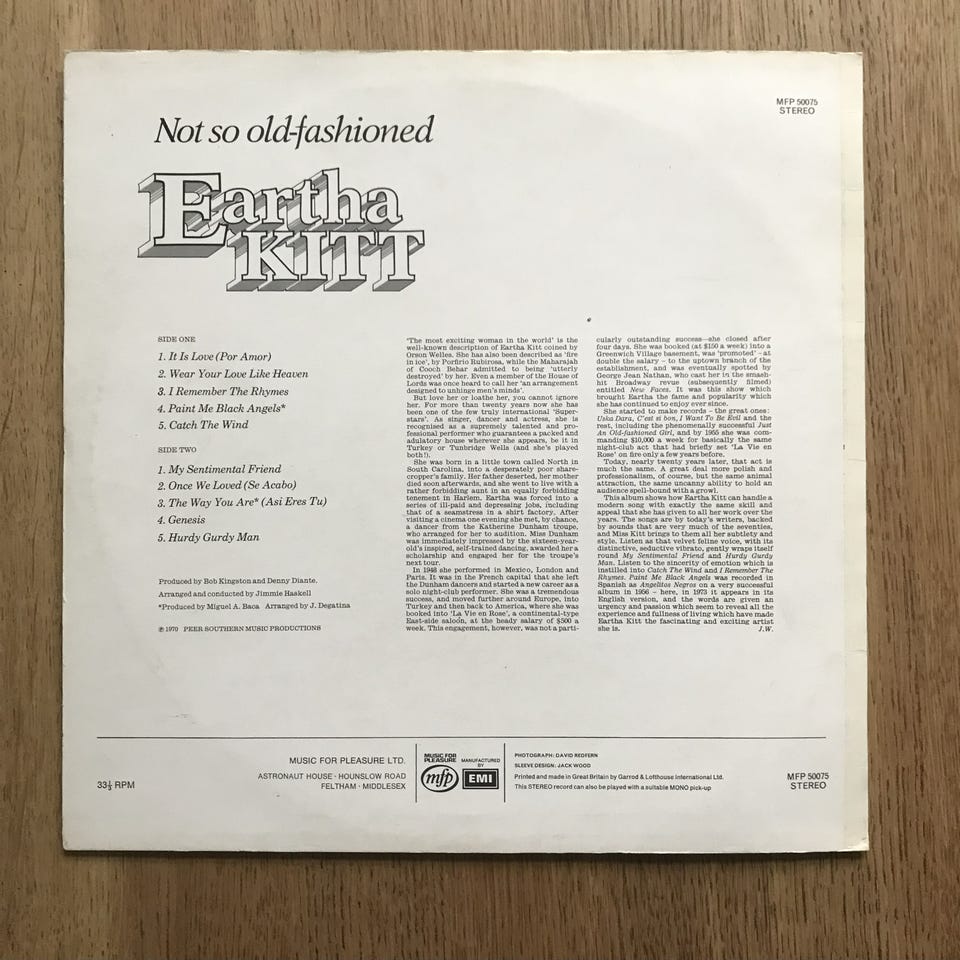 MFP 50075
STEREO
Not so old-fashioned
Eartha
KITT
SIDE ONE
1. It Is Love (Por Amor)
2. Wear Your Love Like Heaven
3. I Remember The Rhymes
4. Paint Me Black Angels*
5. Catch The Wind
SIDE TWO
1. My Sentimental Friend
2. Once We Loved (Se Acabo)
3. The Way You Are* (Asi Eres Tu)
4. Genesis
5. Hurdy Gurdy Man
Produced by Bob Kingston and Denny Diante.
Arranged and conducted by Jimmie Haskell
*Produced by Miguel A. Baca Arranged by J. Degatina
℗ 1970 PEER SOUTHERN MUSIC PRODUCTIONS
'The most exciting woman in the world' is the
well-known description of Eartha Kitt coined by
Orson Welles. She has also been described as 'fire
in ice', by Porfirio Rubirosa, while the Maharajah
of Cooch Behar admitted to being 'utterly
destroyed' by her. Even a member of the House of
Lords was once heard to call her 'an arrangement
designed to unhinge men's minds'.
But love her or loathe her, you cannot ignore
her. For more than twenty years now she has
been one of the few truly international 'Super-
stars'. As singer, dancer and actress, she is
recognised as a supremely talented and pro-
fessional performer who guarantees a packed and
adulatory house wherever she appears, be it in
Turkey or Tunbridge Wells (and she's played
both!).
She was born in a little town called North in
South Carolina, into a desperately poor share-
cropper's family. Her father deserted, her mother
died soon afterwards, and she went to live with a
rather forbidding aunt in an equally forbidding
tenement in Harlem. Eartha was forced into a
series of ill-paid and depressing jobs, including
that of a seamstress in a shirt factory. After
visiting a cinema one evening she met, by chance,
a dancer from the Katherine Dunham troupe,
who arranged for her to audition. Miss Dunham
was immediately impressed by the sixteen-year-
old's inspired, self-trained dancing, awarded her a
scholarship and engaged her for the troupe's
next tour.
In 1948 she performed in Mexico, London and
Paris. It was in the French capital that she left
the Dunham dancers and started a new career as a
solo night-club performer. She was a tremendous
success, and moved further around Europe, into
Turkey and then back to America, where she was
booked into 'La Vie en Rose', a continental-type
East-side saloon, at the heady salary of $500 a
week. This engagement, however, was not a parti-
cularly outstanding success—she closed after
four days. She was booked (at $150 a week) into a
Greenwich Village basement, was 'promoted' – at
double the salary – to the uptown branch of the
establishment, and was eventually spotted by
George Jean Nathan, who cast her in the smash-
hit Broadway revue (subsequently filmed)
entitled New Faces. It was this show which
brought Eartha the fame and popularity which
she has continued to enjoy ever since.
She started to make records – the great ones:
Uska Dara, C'est si bon, I Want To Be Evil and the
rest, including the phenomenally successful Just
An Old-fashioned Girl, and by 1955 she was com-
manding $10,000 a week for basically the same
night-club act that had briefly set 'La Vie en
Rose' on fire only a few years before.
Today, nearly twenty years later, that act is
much the same. A great deal more polish and
professionalism, of course, but the same animal
attraction, the same uncanny ability to hold an
audience spell-bound with a growl.
This album shows how Eartha Kitt can handle a
modern song with exactly the same skill and
appeal that she has given to all her work over the
years. The songs are by today's writers, backed
by sounds that are very much of the seventies,
and Miss Kitt brings to them all her subtlety and
style. Listen as that velvet feline voice, with its
distinctive, seductive vibrato, gently wraps itself
round My Sentimental Friend and Hurdy Gurdy
Man. Listen to the sincerity of emotion which is
instilled into Catch The Wind and I Remember The
Rhymes. Paint Me Black Angels was recorded in
Spanish as Angelitos Negros on a very successful
album in 1956 – here, in 1973 it appears in its
English version, and the words are given an
urgency and passion which seem to reveal all the
experience and fullness of living which have made
Eartha Kitt the fascinating and exciting artist
she is. J.W.
33⅓ RPM
MUSIC FOR PLEASURE LTD.
ASTRONAUT HOUSE · HOUNSLOW ROAD
FELTHAM · MIDDLESEX
MUSIC FOR
PLEASURE
mfp
MANUFACTURED
BY
EMI
PHOTOGRAPH: DAVID REDFERN
SLEEVE DESIGN: JACK WOOD
Printed and made in Great Britain by Garrod & Lofthouse International Ltd.
This STEREO record can also be played with a suitable MONO pick-up
MFP 50075
STEREO